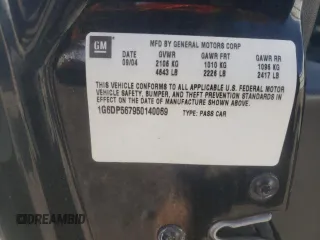 GM
MFD BY GENERAL MOTORS CORP
DATE GVWR GAWR FRT GAWR RR
09/04 2106 KG 1010 KG 1096 KG
4643 LB 2226 LB 2417 LB
THIS VEHICLE CONFORMS TO ALL APPLICABLE U.S. FEDERAL MOTOR
VEHICLE SAFETY, BUMPER, AND THEFT PREVENTION STANDARDS IN
EFFECT ON THE DATE OF MANUFACTURE SHOWN ABOVE.
1G6DP567950140069 TYPE: PASS CAR
DREAMBID